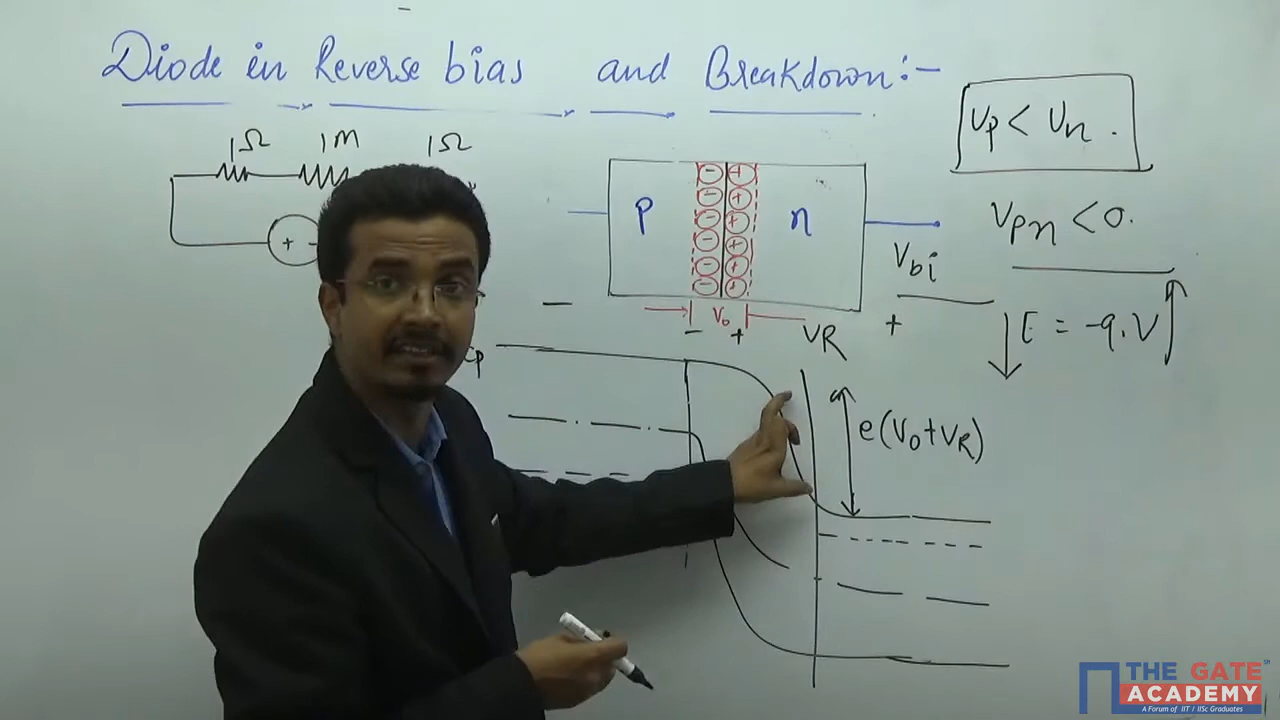 Diode in Reverse bias and Breakdown:-
Vp < Vn.
1Ω 1M 1Ω
p n
Vpn < 0.
Vbi
+
- V0 +
- VR +
E = -q.V
Cp
e(V0+VR)
THE GATE
ACADEMY
A Forum of IIT / IISc Graduates